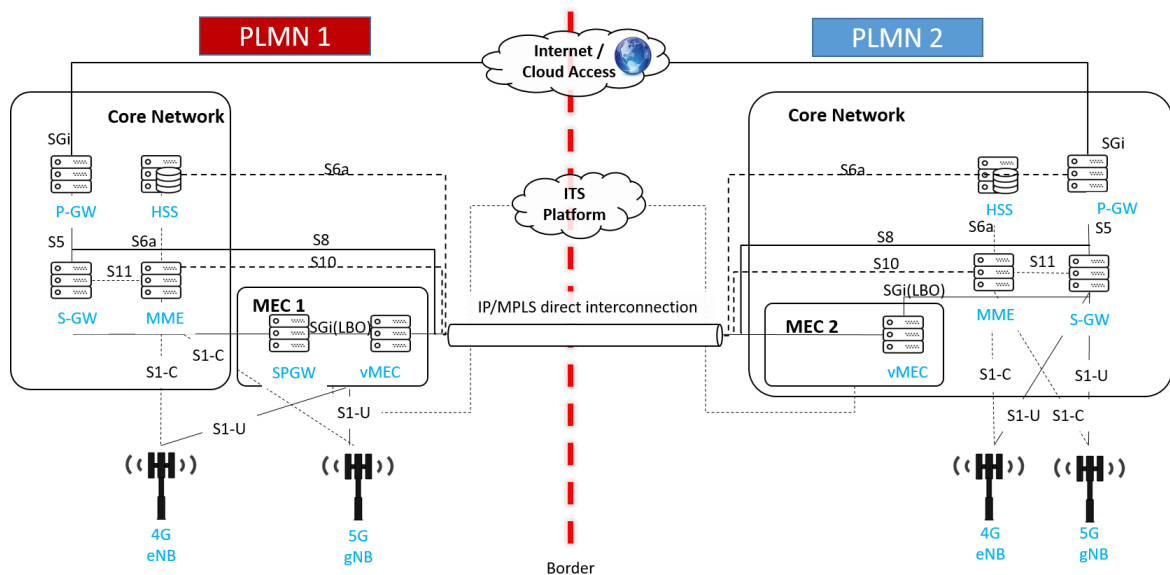 PLMN 1
PLMN 2
Internet /
Cloud Access
Core Network
Core Network
SGi
SGi
S6a
S6a
ITS
Platform
P-GW
HSS
HSS
P-GW
S5
S6a
S8
S8
S6a
S5
S11
S10
S10
S11
MEC 1
IP/MPLS direct interconnection
SGi(LBO)
S-GW
MME
SGi(LBO)
MEC 2
MME
S-GW
S1-C
S1-C
SPGW
vMEC
vMEC
S1-C
S1-U
S1-U
S1-U
S1-U
S1-C
4G
eNB
5G
gNB
4G
eNB
5G
gNB
Border